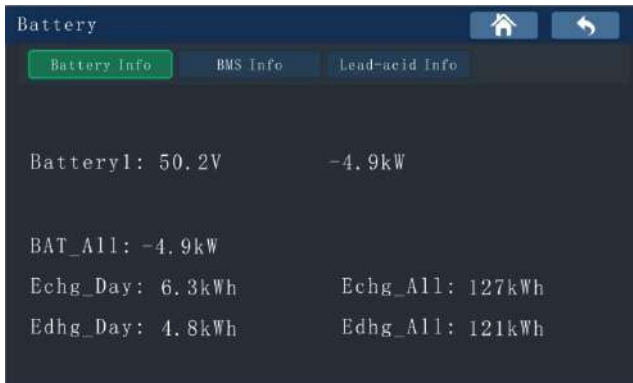 Battery
Battery Info BMS Info Lead-acid Info
Battery1: 50.2V -4.9kW
BAT_All: -4.9kW
Echg_Day: 6.3kWh Echg_All: 127kWh
Edhg_Day: 4.8kWh Edhg_All: 121kWh